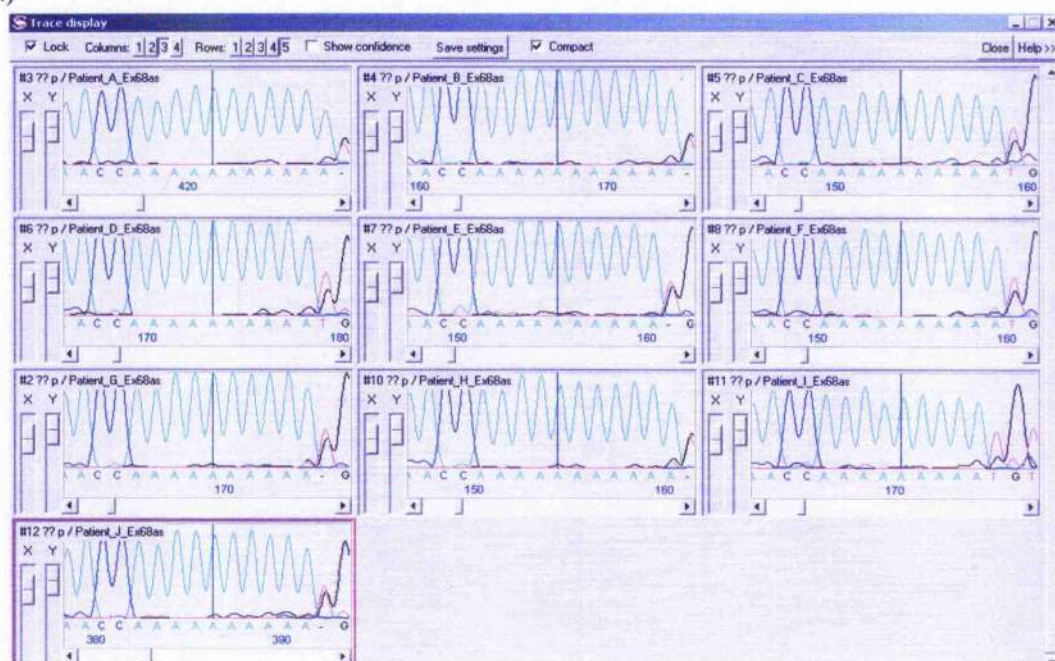 Trace display
Lock Columns: 1 2 3 4 Rows: 1 2 3 4 5 Show confidence Save settings Compact Close Help >>
#3 ?? p / Patient_A_Ex68as
X Y
A A C C A A A A A A A A A A A -
420
#4 ?? p / Patient_B_Ex68as
X Y
A A C C A A A A A A A A A A A -
160 170
#5 ?? p / Patient_C_Ex68as
X Y
A C C A A A A A A A A A A T G
150 160
#6 ?? p / Patient_D_Ex68as
X Y
A C C A A A A A A A A A A T G
170 180
#7 ?? p / Patient_E_Ex68as
X Y
A A C C A A A A A A A A A A - G
150 160
#8 ?? p / Patient_F_Ex68as
X Y
A C C A A A A A A A A A A T G
150 160
#2 ?? p / Patient_G_Ex68as
X Y
A A C C A A A A A A A A A A - G
170
#10 ?? p / Patient_H_Ex68as
X Y
A A C C A A A A A A A A A A A -
150 160
#11 ?? p / Patient_I_Ex68as
X Y
A C C A A A A A A A A A T G T
170
#12 ?? p / Patient_J_Ex68as
X Y
A A C C A A A A A A A A A A - G
380 390